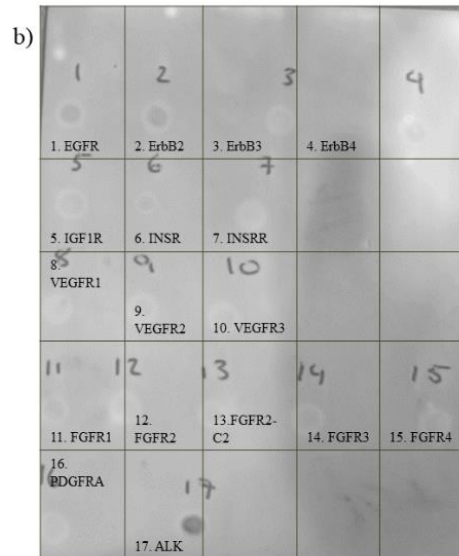 b)
1 2 3 4
1. EGFR 2. ErbB2 3. ErbB3 4. ErbB4
5 6 7
5. IGF1R 6. INSR 7. INSRR
8 9 10
8.
VEGFR1
9.
VEGFR2 10. VEGFR3
11 12 13 14 15
11. FGFR1 12.
FGFR2 13.FGFR2-
C2 14. FGFR3 15. FGFR4
16 17
16.
PDGFRA
17. ALK